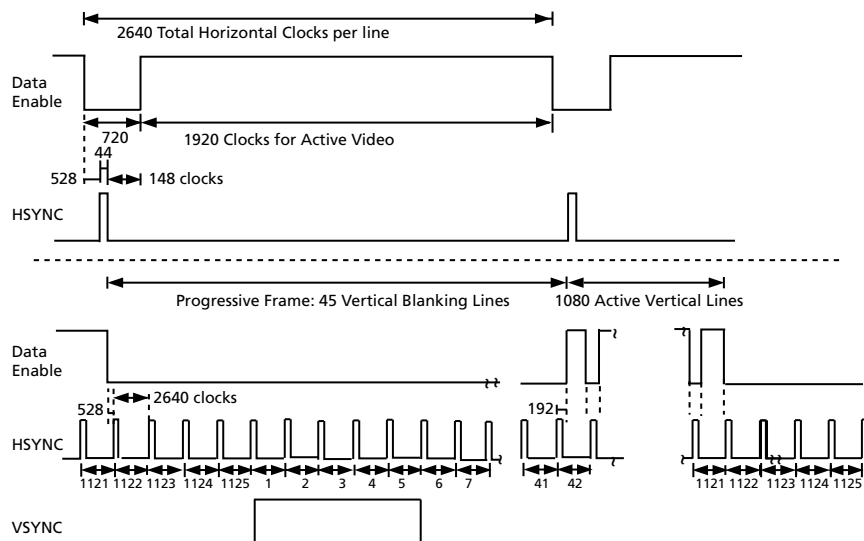 2640 Total Horizontal Clocks per line
Data
Enable
720
1920 Clocks for Active Video
44
528
148 clocks
HSYNC
Progressive Frame: 45 Vertical Blanking Lines
1080 Active Vertical Lines
Data
Enable
2640 clocks
528
192
HSYNC
1121 1122 1123 1124 1125 1 2 3 4 5 6 7 41 42 1121 1122 1123 1124 1125
VSYNC